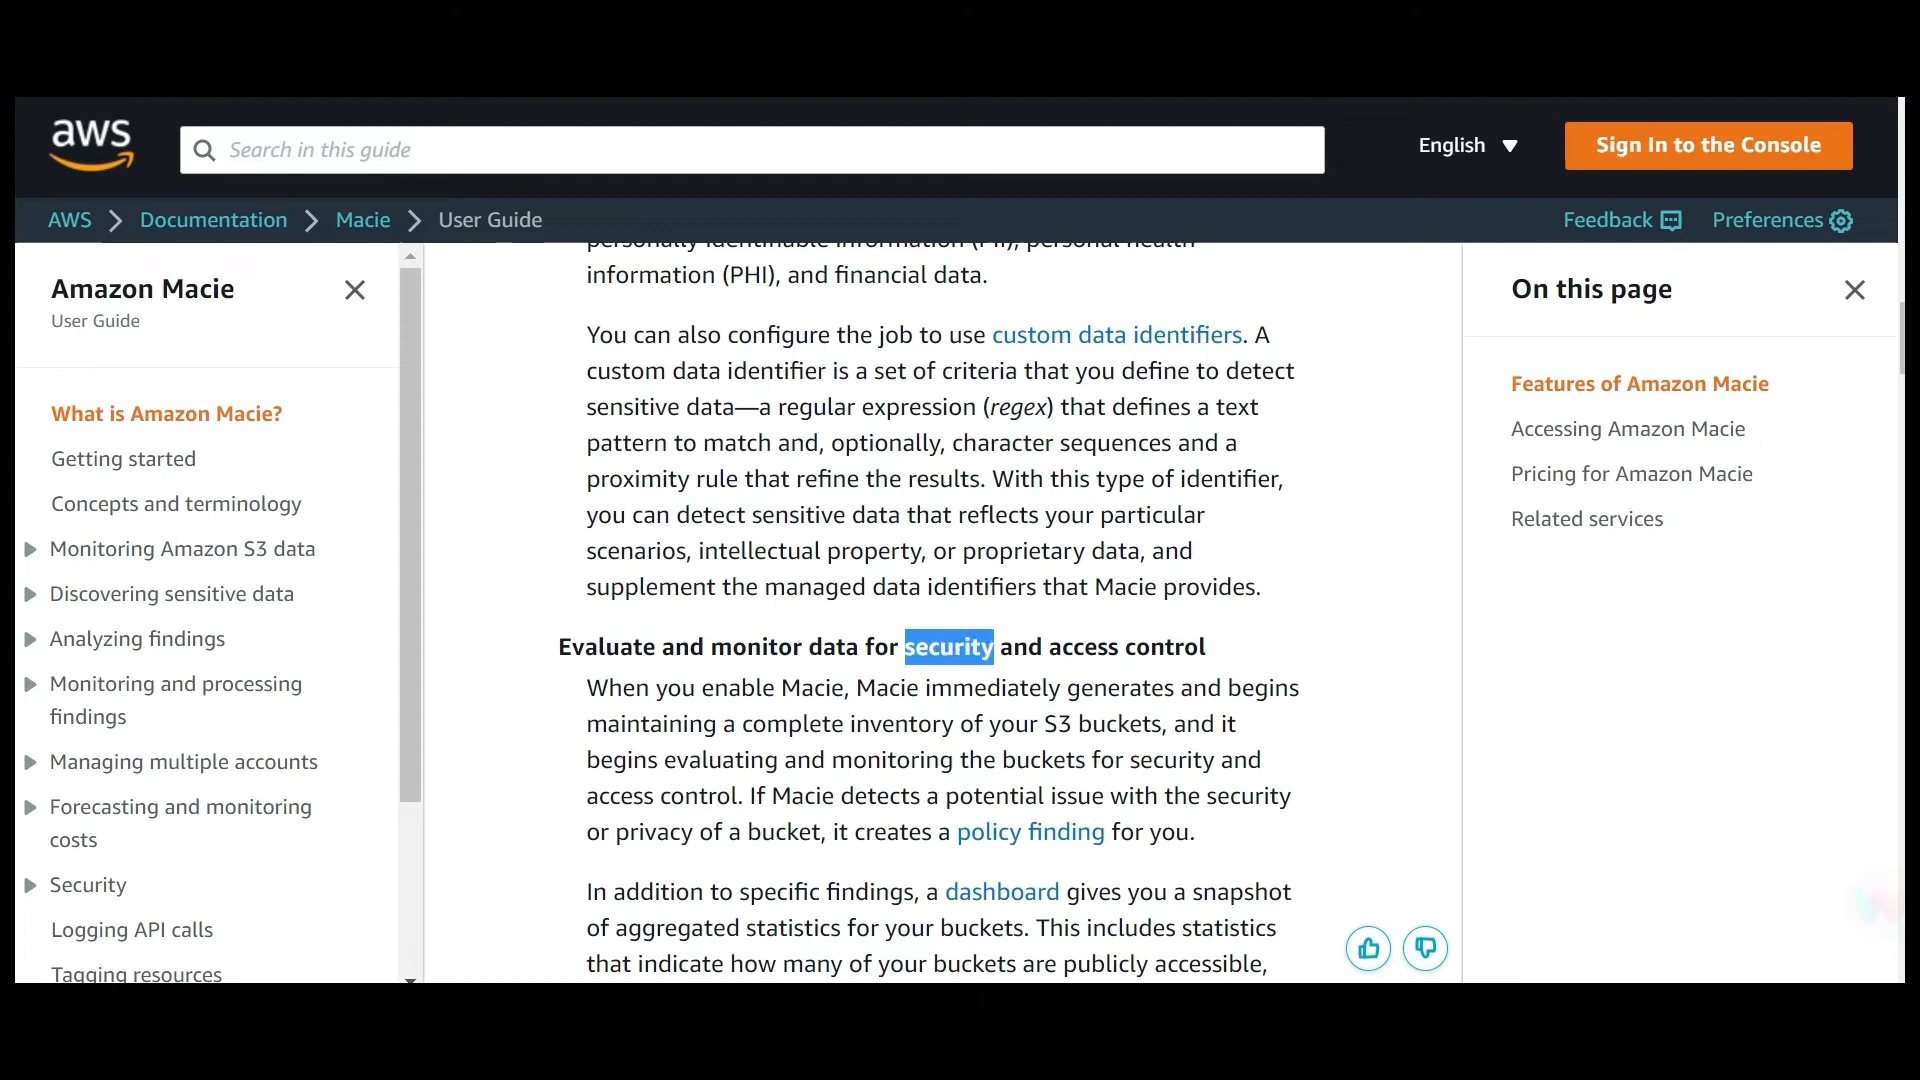 aws
Search in this guide
English
Sign In to the Console
AWS
Documentation
Macie
User Guide
Feedback
Preferences
Amazon Macie
User Guide
What is Amazon Macie?
Getting started
Concepts and terminology
Monitoring Amazon S3 data
Discovering sensitive data
Analyzing findings
Monitoring and processing
findings
Managing multiple accounts
Forecasting and monitoring
costs
Security
Logging API calls
Tagging resources
personally identifiable information (PII), personal health
information (PHI), and financial data.
You can also configure the job to use custom data identifiers. A
custom data identifier is a set of criteria that you define to detect
sensitive data—a regular expression (regex) that defines a text
pattern to match and, optionally, character sequences and a
proximity rule that refine the results. With this type of identifier,
you can detect sensitive data that reflects your particular
scenarios, intellectual property, or proprietary data, and
supplement the managed data identifiers that Macie provides.
Evaluate and monitor data for security and access control
When you enable Macie, Macie immediately generates and begins
maintaining a complete inventory of your S3 buckets, and it
begins evaluating and monitoring the buckets for security and
access control. If Macie detects a potential issue with the security
or privacy of a bucket, it creates a policy finding for you.
In addition to specific findings, a dashboard gives you a snapshot
of aggregated statistics for your buckets. This includes statistics
that indicate how many of your buckets are publicly accessible,
On this page
Features of Amazon Macie
Accessing Amazon Macie
Pricing for Amazon Macie
Related services